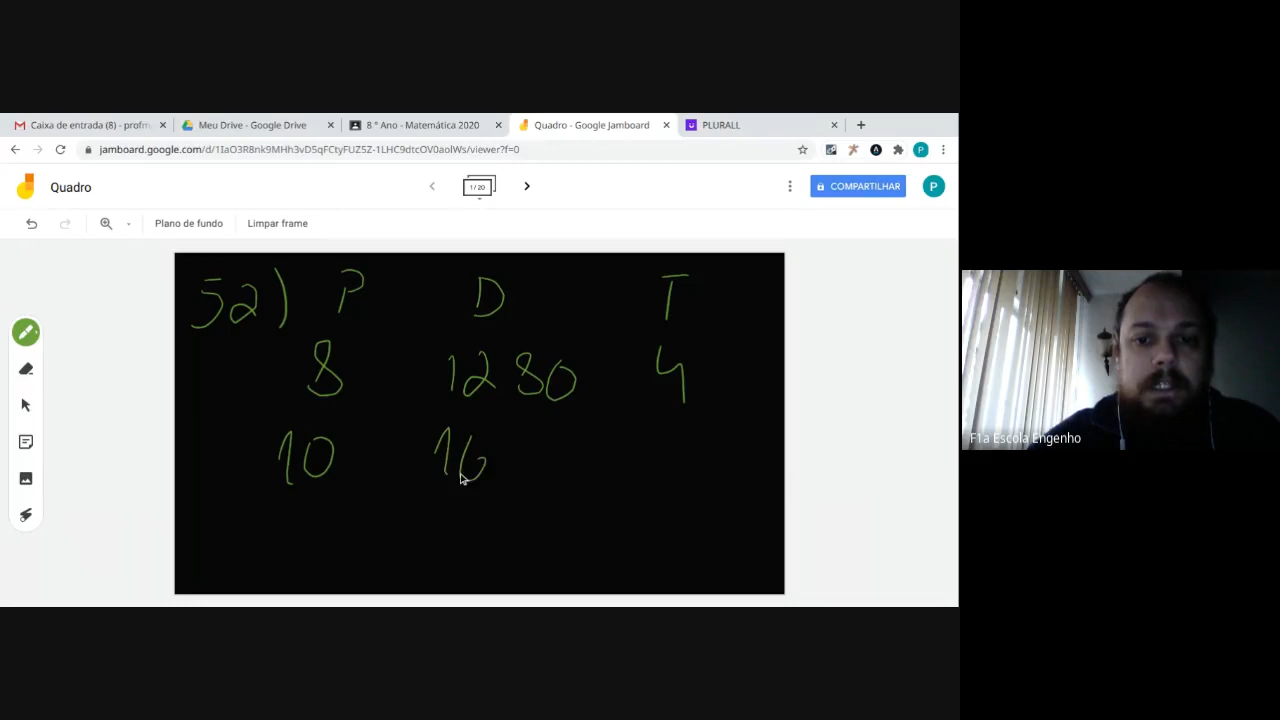 Caixa de entrada (8) - profm
Meu Drive - Google Drive
8 ° Ano - Matemática 2020
Quadro - Google Jamboard
PLURALL
jamboard.google.com/d/1IaO3R8nk9MHh3vD5qFCtyFUZ5Z-1LHC9dtcOV0aolWs/viewer?f=0
Quadro
1 / 20
COMPARTILHAR
P
Plano de fundo
Limpar frame
52) P D T
8 1280 4
10 16
F1a Escola Engenho